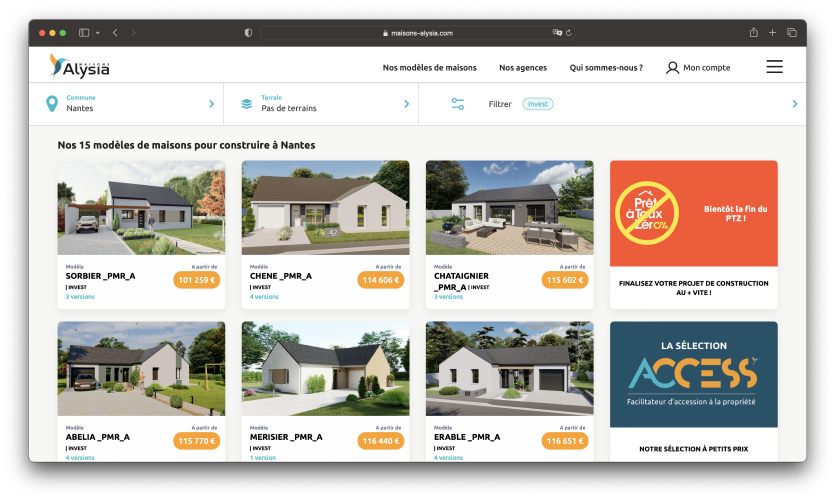 maisons-alysia.com
MAISONS
Alysia
Nos modèles de maisons
Nos agences
Qui sommes-nous ?
Mon compte
Commune
Nantes
Terrain
Pas de terrains
Filtrer
Invest
Nos 15 modèles de maisons pour construire à Nantes
Modèle
A partir de
SORBIER _PMR_A
| INVEST
101 259 €
3 versions
42
Modèle
A partir de
CHENE _PMR_A
| INVEST
114 606 €
4 versions
Modèle
A partir de
CHATAIGNIER
_PMR_A | INVEST
115 602 €
3 versions
Prêt
à Taux
Zéro%
Bientôt la fin du
PTZ !
FINALISEZ VOTRE PROJET DE CONSTRUCTION
AU + VITE !
Modèle
A partir de
ABELIA _PMR_A
| INVEST
115 770 €
4 versions
Modèle
A partir de
MERISIER _PMR_A
| INVEST
116 440 €
1 version
Modèle
A partir de
ERABLE _PMR_A
| INVEST
116 651 €
4 versions
LA SÉLECTION
ACCESS
Facilitateur d'accession à la propriété
NOTRE SÉLECTION À PETITS PRIX